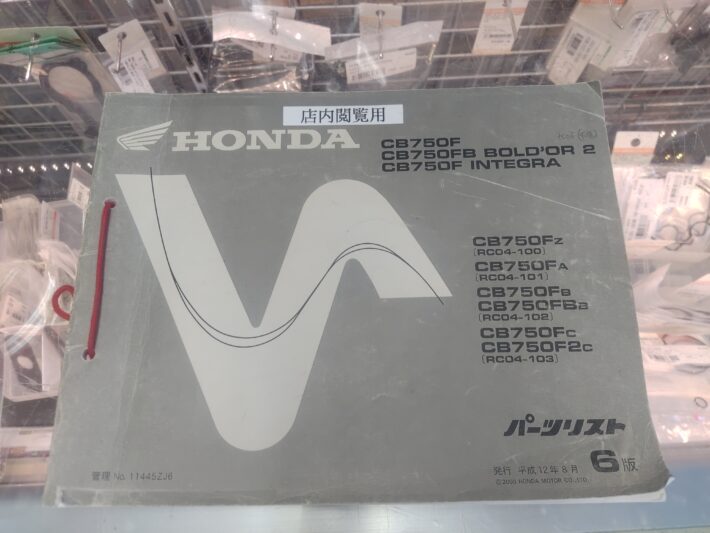 店内閲覧用
HONDA
CB750F
CB750FB BOLD'OR 2
CB750F INTEGRA
CB750Fz
(RC04-100)
CB750FA
(RC04-101)
CB750FB
CB750FBB
(RC04-102)
CB750Fc
CB750F2c
(RC04-103)
パーツリスト
管理 No. 11445ZJ6
発行 平成12年8月 6版
© 2000 HONDA MOTOR CO., LTD.